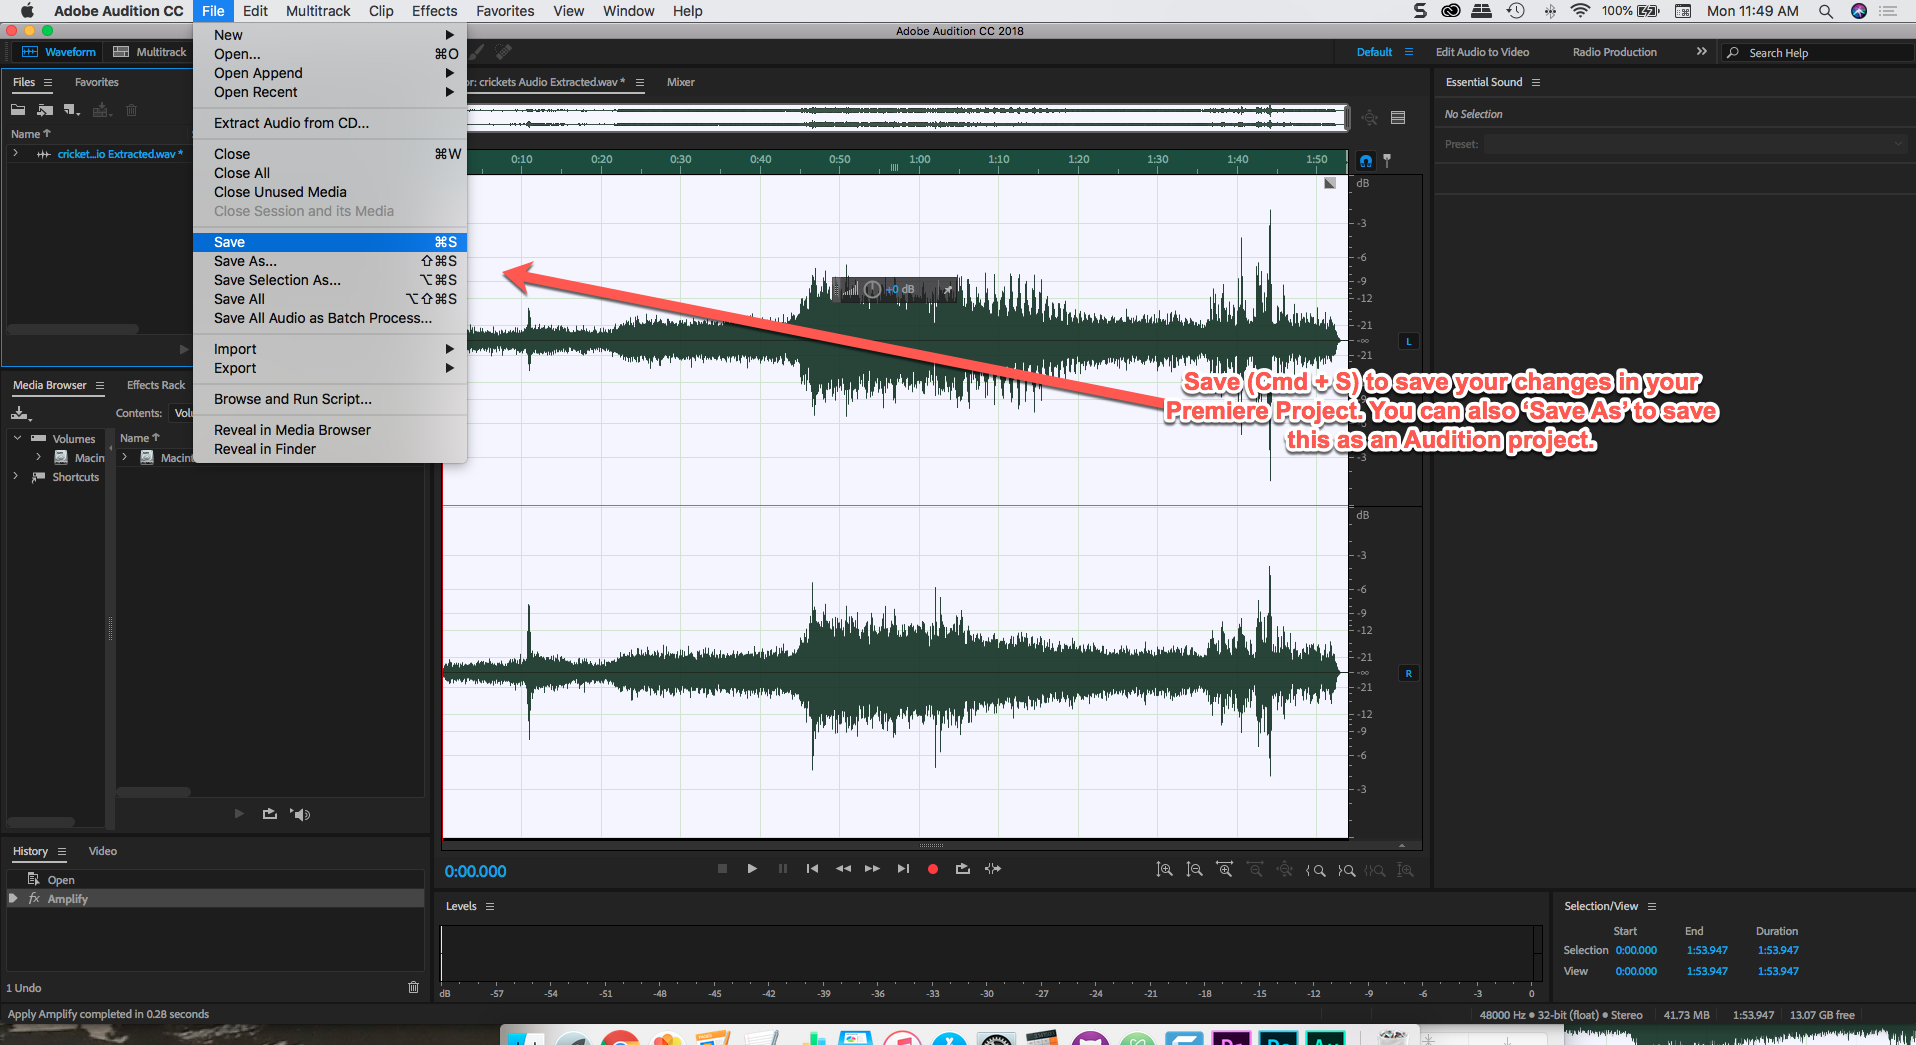 Adobe Audition CC File Edit Multitrack Clip Effects Favorites View Window Help 100% Mon 11:49 AM
Adobe Audition CC 2018
Waveform Multitrack Default Edit Audio to Video Radio Production Search Help
New
Open... ⌘O
Open Append
Open Recent
Extract Audio from CD...
Close ⌘W
Close All
Close Unused Media
Close Session and its Media
Save ⌘S
Save As... ⇧⌘S
Save Selection As... ⌥⌘S
Save All ⌥⇧⌘S
Save All Audio as Batch Process...
Import
Export
Browse and Run Script...
Reveal in Media Browser
Reveal in Finder
Files Favorites
Name
cricket...io Extracted.wav *
or: crickets Audio Extracted.wav * Mixer
Essential Sound
No Selection
Preset:
0:10 0:20 0:30 0:40 0:50 1:00 1:10 1:20 1:30 1:40 1:50
+0 dB
dB
-3
-6
-9
-12
-21
-∞
-21
-9
-6
-3
L
Save (Cmd + S) to save your changes in your
Premiere Project. You can also 'Save As' to save
this as an Audition project.
dB
-3
-6
-9
-12
-21
-∞
-21
-12
-9
-6
-3
R
Media Browser Effects Rack
Contents: Volu
Volumes
Macin
Shortcuts
Name
Macint
History Video
Open
fx Amplify
1 Undo
0:00.000
Levels
dB -57 -54 -51 -48 -45 -42 -39 -36 -33 -30 -27 -24 -21 -18 -15 -12 -9 -6 -3 0
Selection/View
Start End Duration
Selection 0:00.000 1:53.947 1:53.947
View 0:00.000 1:53.947 1:53.947
Apply Amplify completed in 0.28 seconds
48000 Hz • 32-bit (float) • Stereo 41.73 MB 1:53.947 13.07 GB free